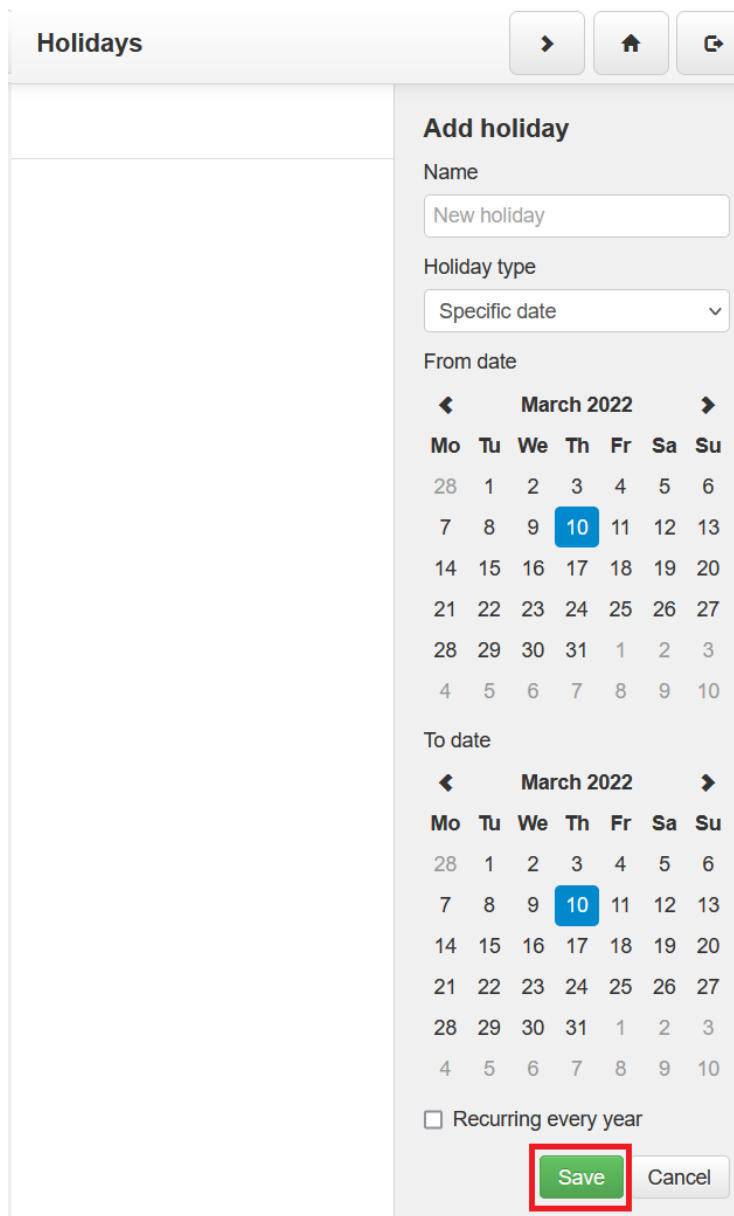 Holidays
Add holiday
Name
New holiday
Holiday type
Specific date
From date
March 2022
Mo Tu We Th Fr Sa Su
28 1 2 3 4 5 6
7 8 9 10 11 12 13
14 15 16 17 18 19 20
21 22 23 24 25 26 27
28 29 30 31 1 2 3
4 5 6 7 8 9 10
To date
March 2022
Mo Tu We Th Fr Sa Su
28 1 2 3 4 5 6
7 8 9 10 11 12 13
14 15 16 17 18 19 20
21 22 23 24 25 26 27
28 29 30 31 1 2 3
4 5 6 7 8 9 10
Recurring every year
Save Cancel